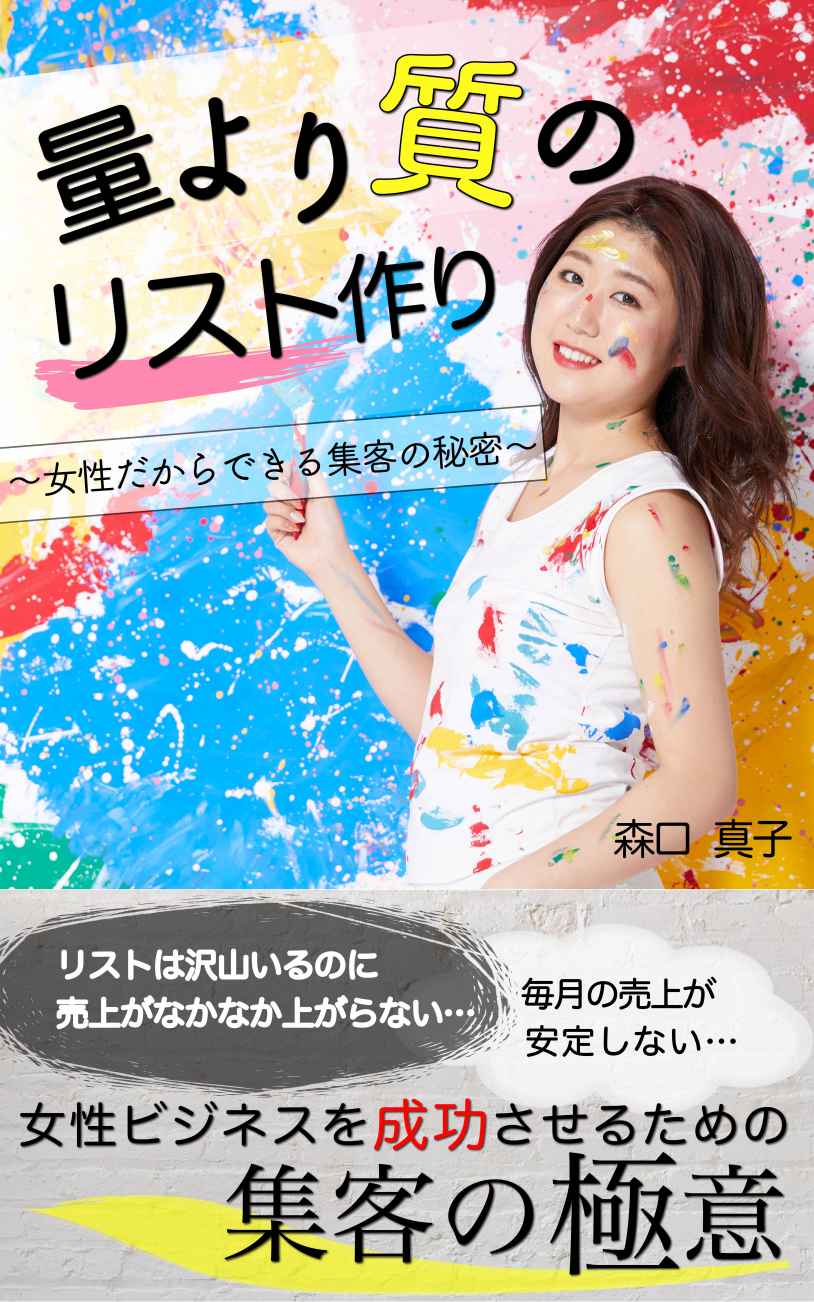 量より質の
リスト作り
～女性だからできる集客の秘密～
森口 真子
リストは沢山いるのに
売上がなかなか上がらない…
毎月の売上が
安定しない…
女性ビジネスを成功させるための
集客の極意